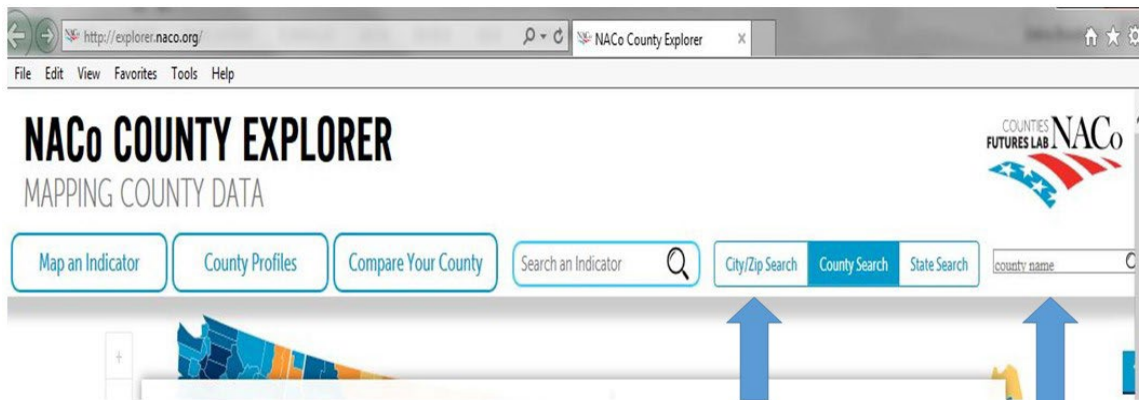 http://explorer.naco.org/
NACo County Explorer
File Edit View Favorites Tools Help
NACo COUNTY EXPLORER
MAPPING COUNTY DATA
COUNTIES
FUTURES LAB
NACo
Map an Indicator
County Profiles
Compare Your County
Search an Indicator
City/Zip Search
County Search
State Search
county name
+